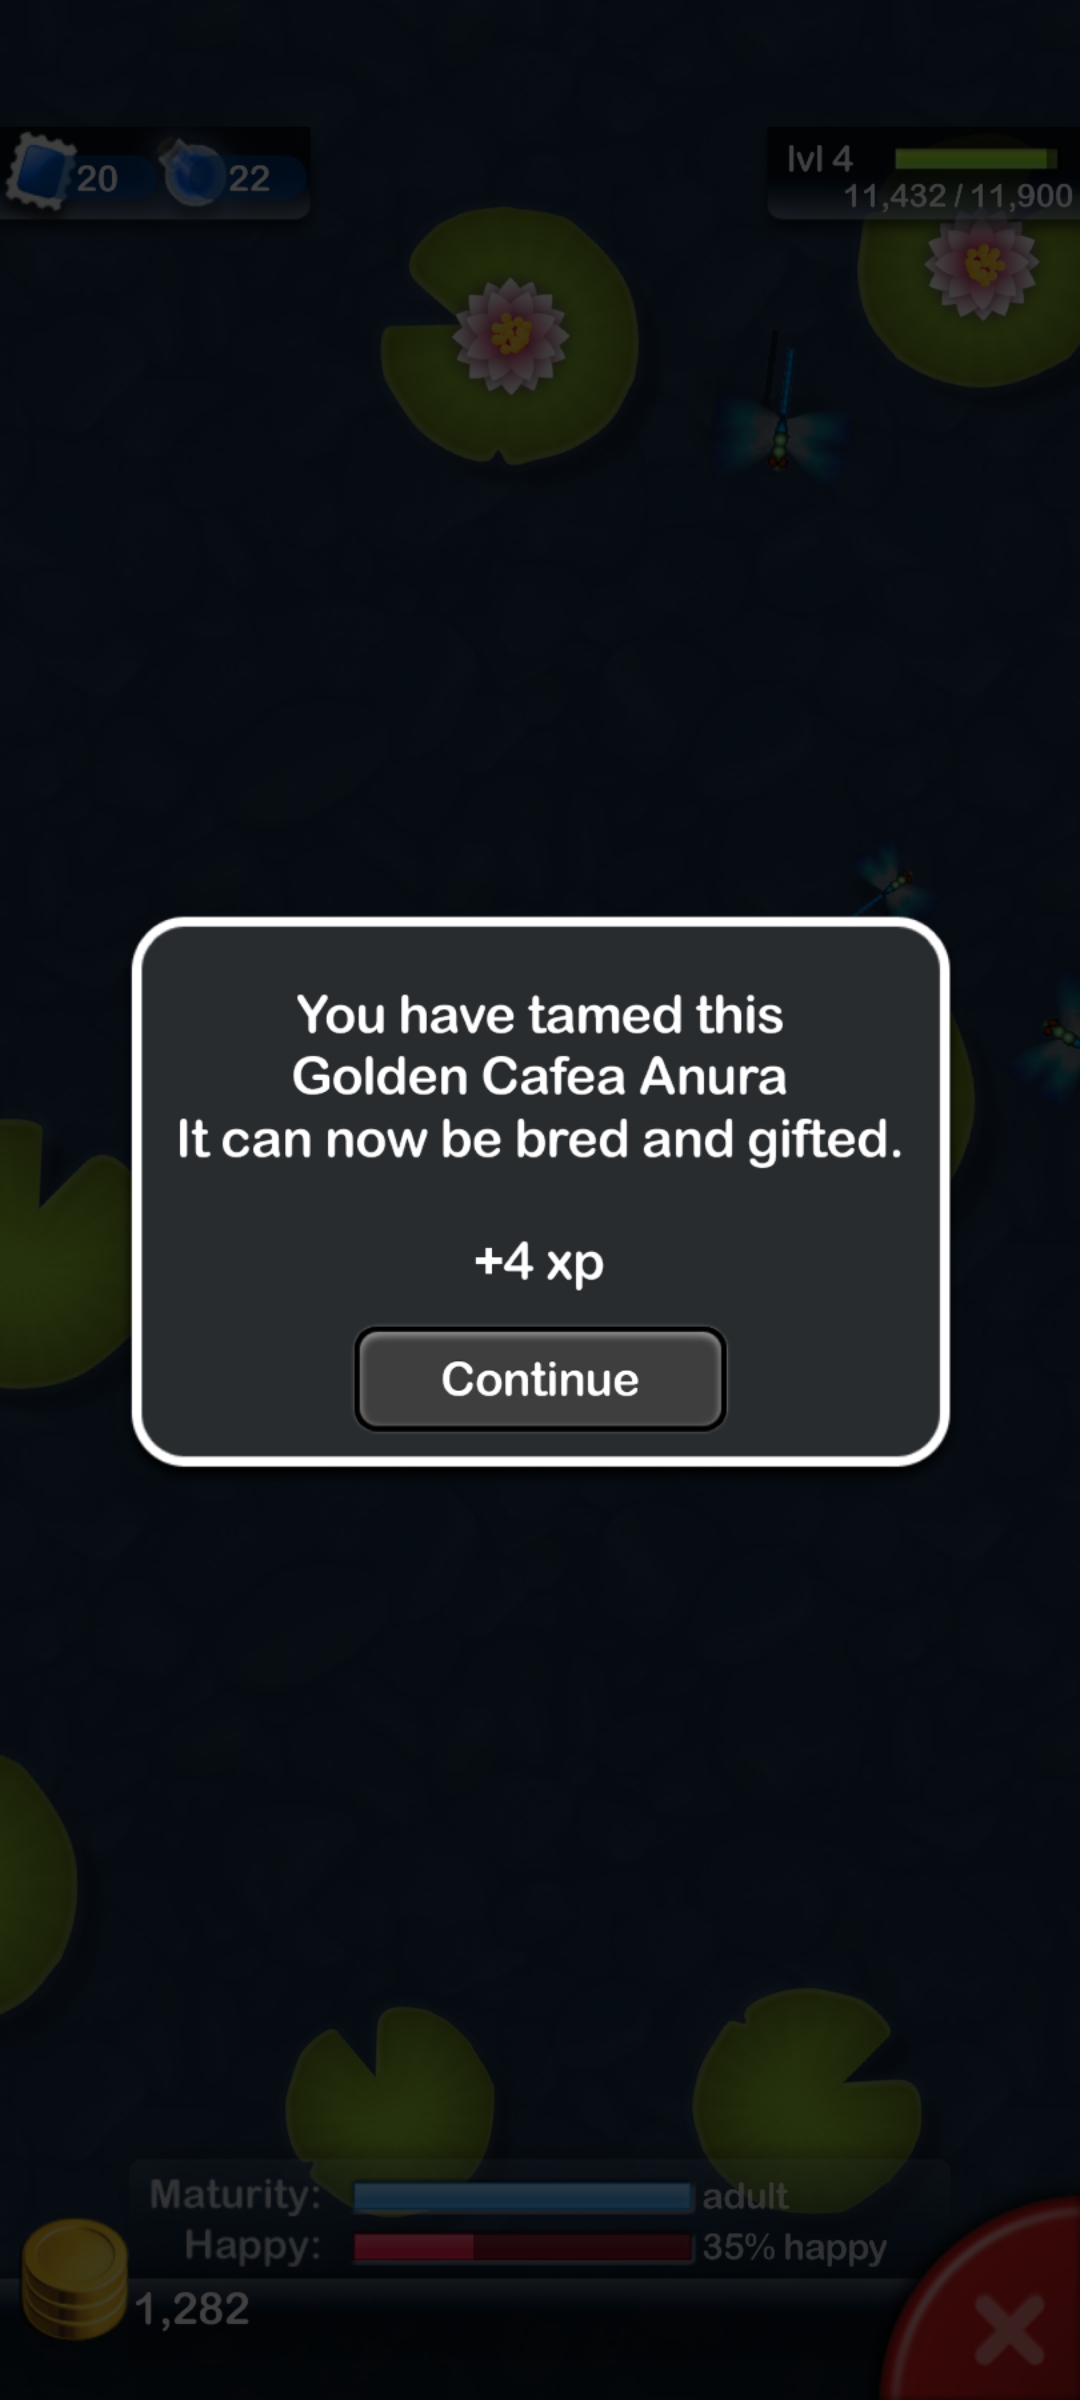 20
22
lvl 4
11,432 / 11,900
You have tamed this
Golden Cafea Anura
It can now be bred and gifted.
+4 xp
Continue
Maturity: adult
Happy: 35% happy
1,282